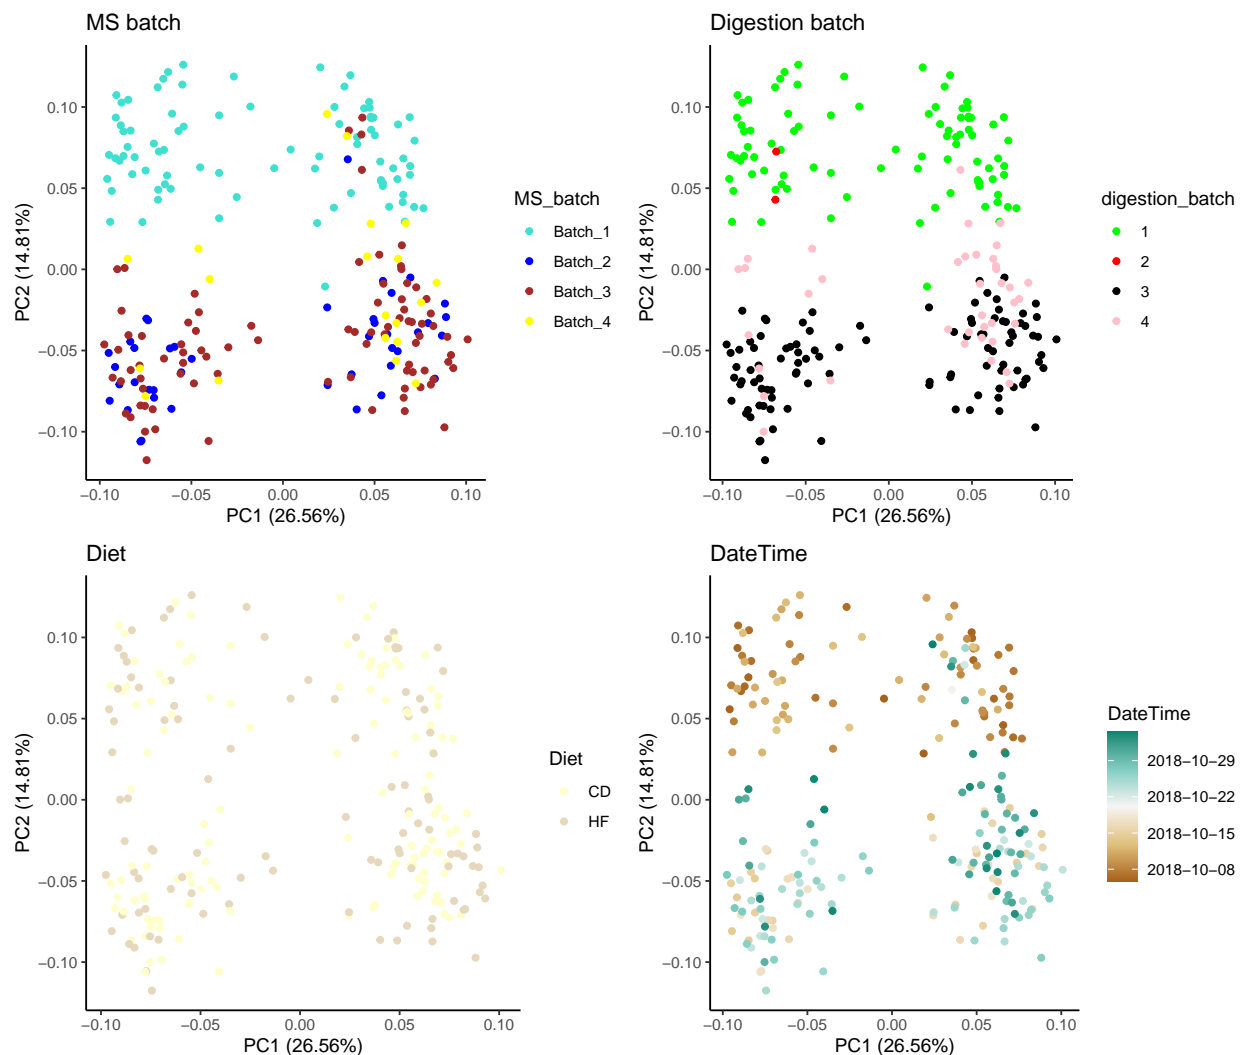 MS batch
PC2 (14.81%)
0.10
0.05
0.00
−0.05
−0.10
−0.10
−0.05
0.00
0.05
0.10
PC1 (26.56%)
MS_batch
Batch_1
Batch_2
Batch_3
Batch_4
Digestion batch
PC2 (14.81%)
0.10
0.05
0.00
−0.05
−0.10
−0.10
−0.05
0.00
0.05
0.10
PC1 (26.56%)
digestion_batch
1
2
3
4
Diet
PC2 (14.81%)
0.10
0.05
0.00
−0.05
−0.10
−0.10
−0.05
0.00
0.05
0.10
PC1 (26.56%)
Diet
CD
HF
DateTime
PC2 (14.81%)
0.10
0.05
0.00
−0.05
−0.10
−0.10
−0.05
0.00
0.05
0.10
PC1 (26.56%)
DateTime
2018−10−29
2018−10−22
2018−10−15
2018−10−08